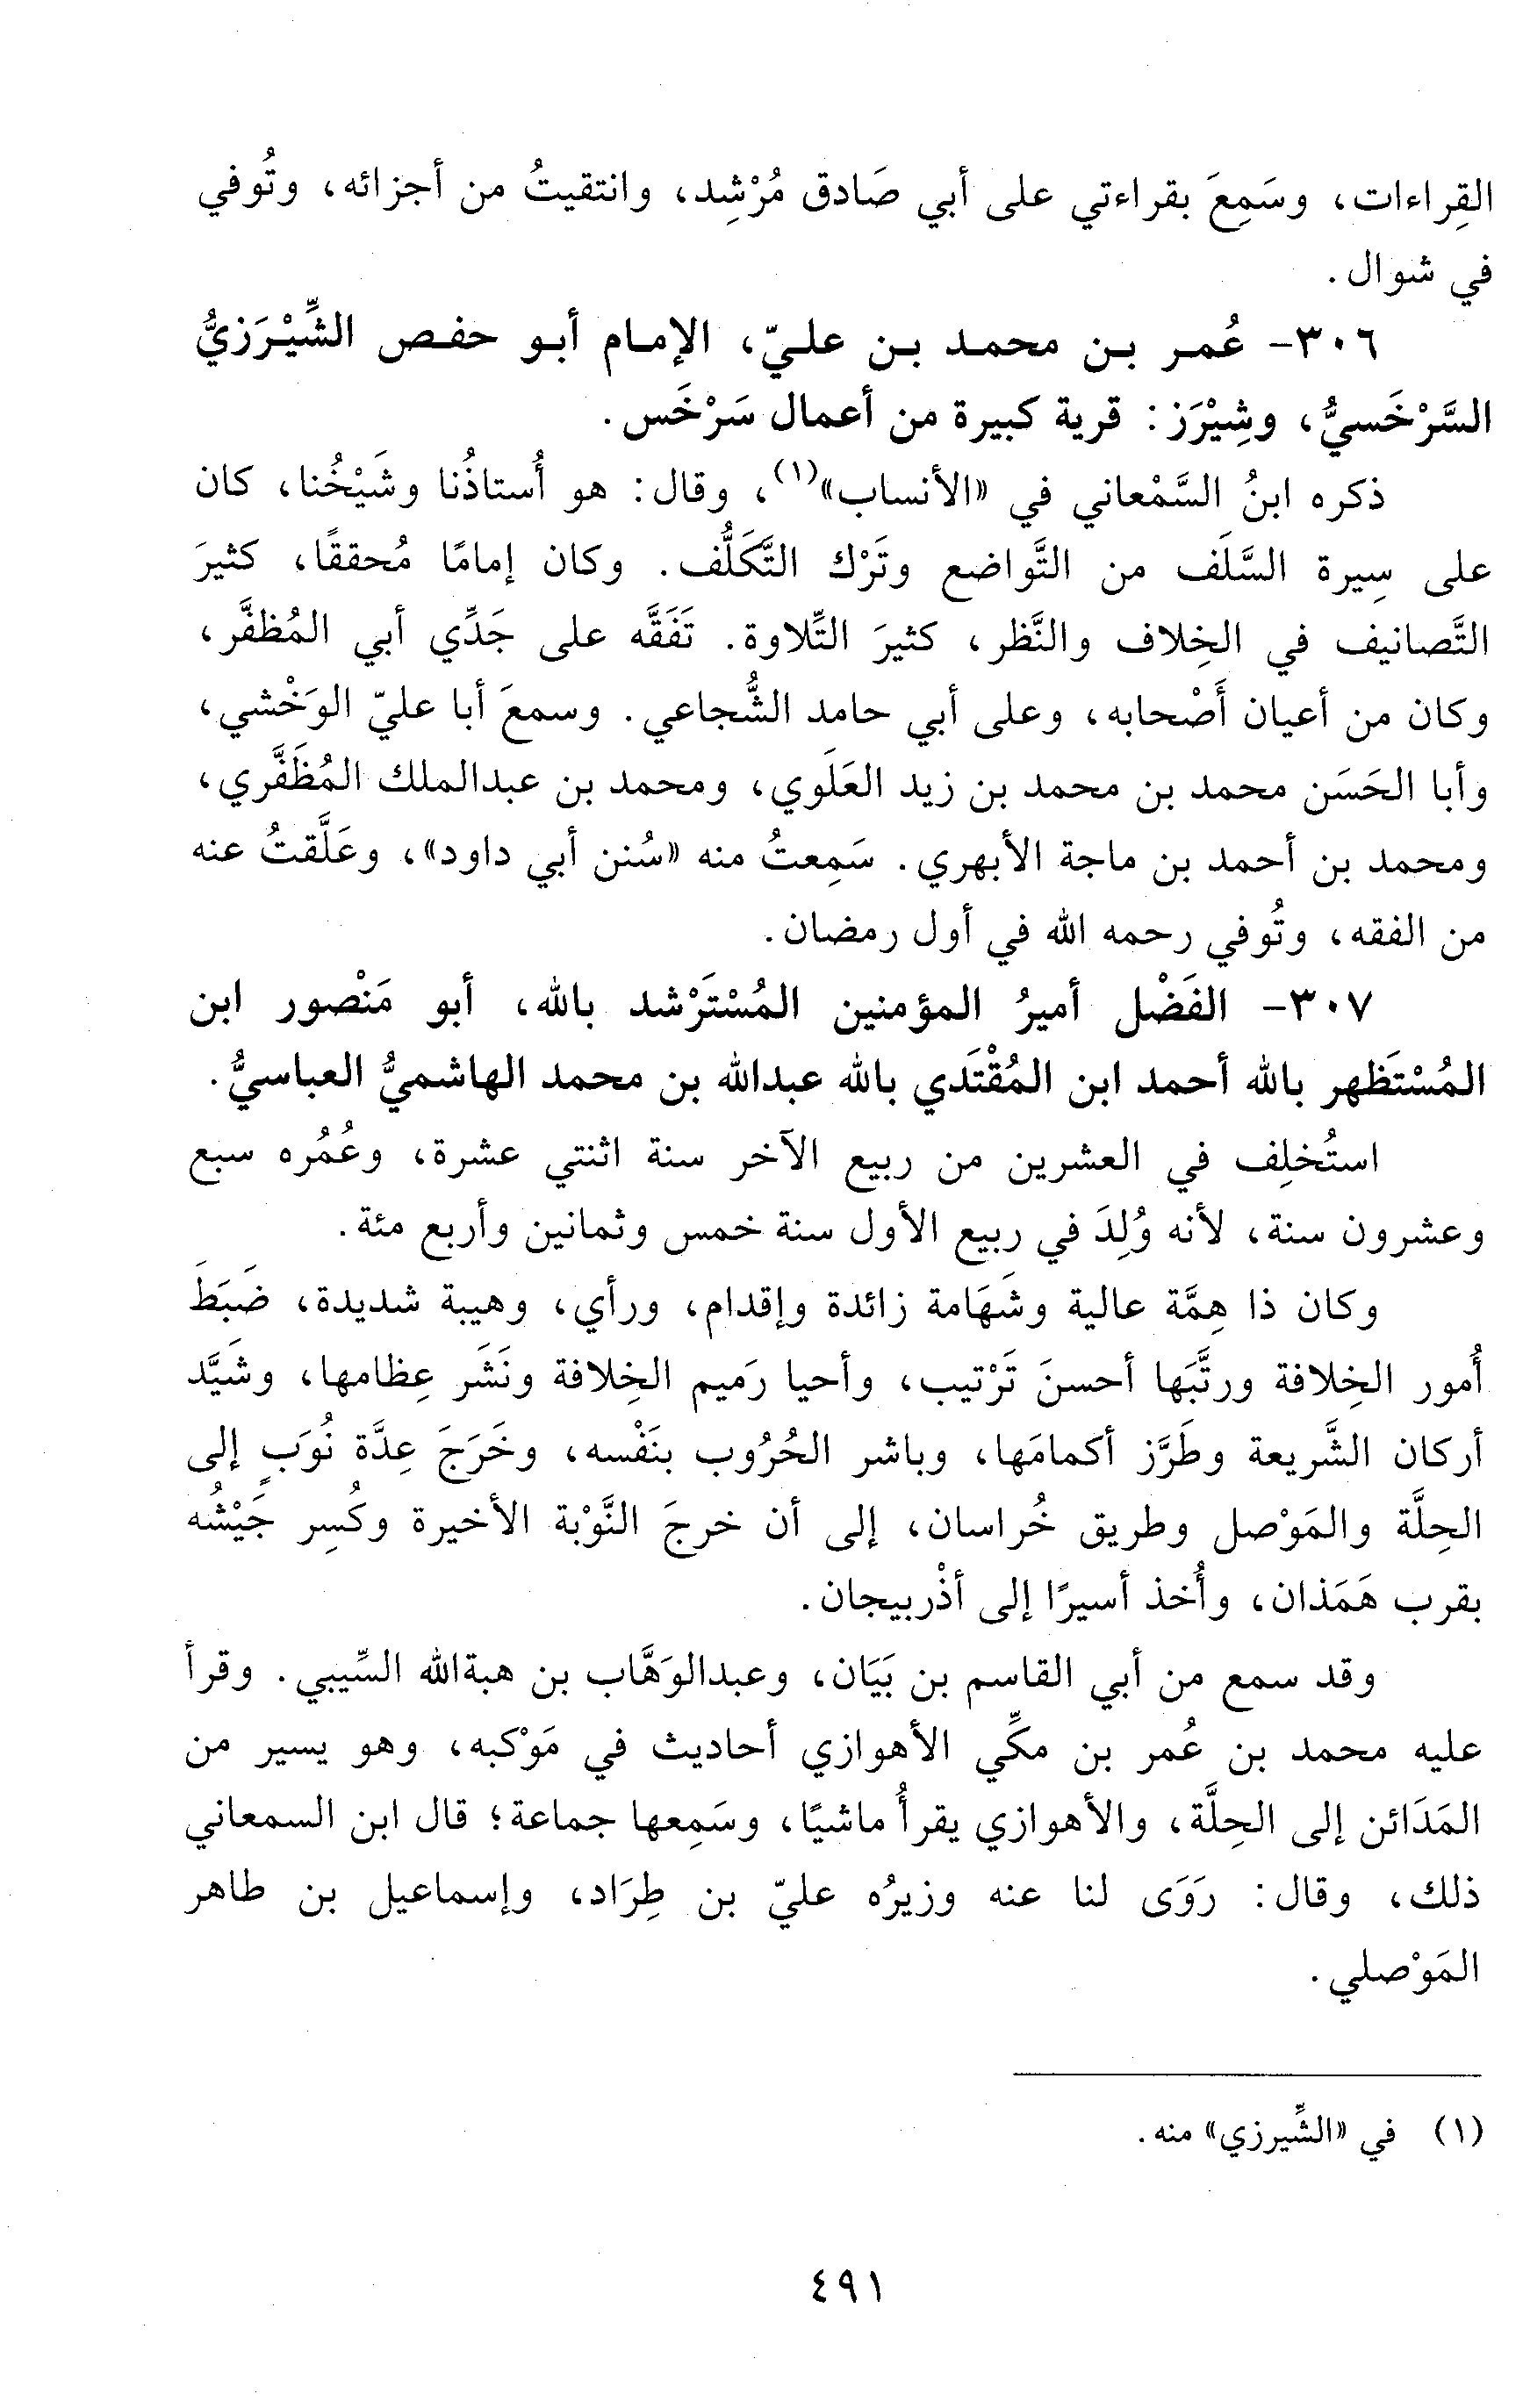 القِراءات، وسَمِعَ بقراءتي على أبي صَادق مُرْشِد، وانتقيتُ من أجزائه، وتُوفي
في شوال.
٣٠٦- عُمر بن محمد بن عليّ، الإمام أبو حفص الشِّيْرَزيُّ
السَّرْخَسيُّ، وشِيْرَز: قرية كبيرة من أعمال سَرْخَس.
ذكره ابنُ السَّمْعاني في «الأنساب»(١)، وقال: هو أُستاذُنا وشَيْخُنا، كان
على سِيرة السَّلَف من التَّواضع وتَرْك التَّكَلُّف. وكان إمامًا مُحققًا، كثيرَ
التَّصانيف في الخِلاف والنَّظر، كثيرَ التِّلاوة. تَفَقَّه على جَدِّي أبي المُظفَّر،
وكان من أعيان أَصْحابه، وعلى أبي حامد الشُّجاعي. وسمعَ أبا عليّ الوَخْشي،
وأبا الحَسَن محمد بن محمد بن زيد العَلَوي، ومحمد بن عبدالملك المُظَفَّري،
ومحمد بن أحمد بن ماجة الأبهري. سَمِعتُ منه «سُنن أبي داود»، وعَلَّقتُ عنه
من الفقه، وتُوفي رحمه الله في أول رمضان.
٣٠٧- الفَضْل أميرُ المؤمنين المُسْتَرْشد بالله، أبو مَنْصور ابن
المُسْتَظهر بالله أحمد ابن المُقْتَدي بالله عبدالله بن محمد الهاشميُّ العباسيُّ.
استُخلِف في العشرين من ربيع الآخر سنة اثنتي عشرة، وعُمُره سبع
وعشرون سنة، لأنه وُلِدَ في ربيع الأول سنة خمس وثمانين وأربع مئة.
وكان ذا هِمَّة عالية وشَهَامة زائدة وإقدام، ورأي، وهيبة شديدة، ضَبَطَ
أُمور الخِلافة ورتَّبَها أحسنَ تَرْتيب، وأحيا رَميم الخِلافة ونَشَر عِظامها، وشَيَّد
أركان الشَّريعة وطَرَّز أكمامَها، وباشر الحُرُوب بنَفْسه، وخَرَجَ عِدَّة نُوَبٍ إلى
الحِلَّة والمَوْصل وطريق خُراسان، إلى أن خرجَ النَّوْبة الأخيرة وكُسِر جَيْشُه
بقرب هَمَذان، وأُخذ أسيرًا إلى أذْربيجان.
وقد سمع من أبي القاسم بن بَيَان، وعبدالوَهَّاب بن هبةالله السِّيبي. وقرأ
عليه محمد بن عُمر بن مكِّي الأهوازي أحاديث في مَوْكبه، وهو يسير من
المَدَائن إلى الحِلَّة، والأهوازي يقرأُ ماشيًا، وسَمِعها جماعة؛ قال ابن السمعاني
ذلك، وقال: رَوَى لنا عنه وزيرُه عليّ بن طِرَاد، وإسماعيل بن طاهر
المَوْصلي.
(١) في «الشِّيرزي» منه.
٤٩١